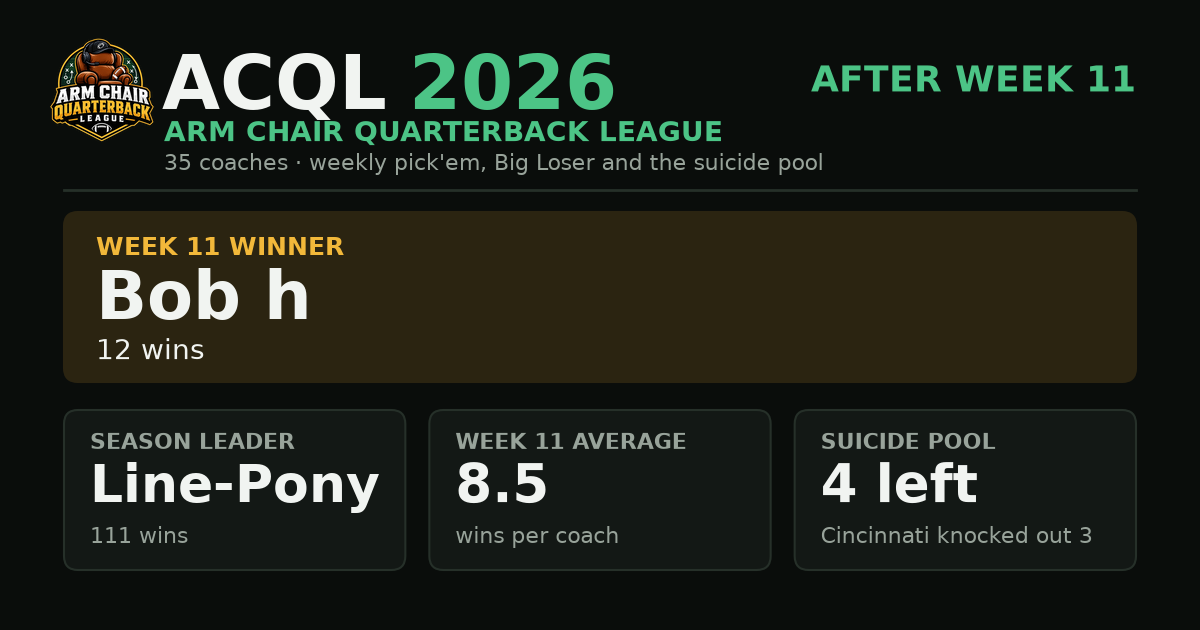 ARM CHAIR
QUARTERBACK
LEAGUE
ACQL 2026
AFTER WEEK 11
ARM CHAIR QUARTERBACK LEAGUE
35 coaches · weekly pick'em, Big Loser and the suicide pool
WEEK 11 WINNER
Bob h
12 wins
SEASON LEADER
Line-Pony
111 wins
WEEK 11 AVERAGE
8.5
wins per coach
SUICIDE POOL
4 left
Cincinnati knocked out 3